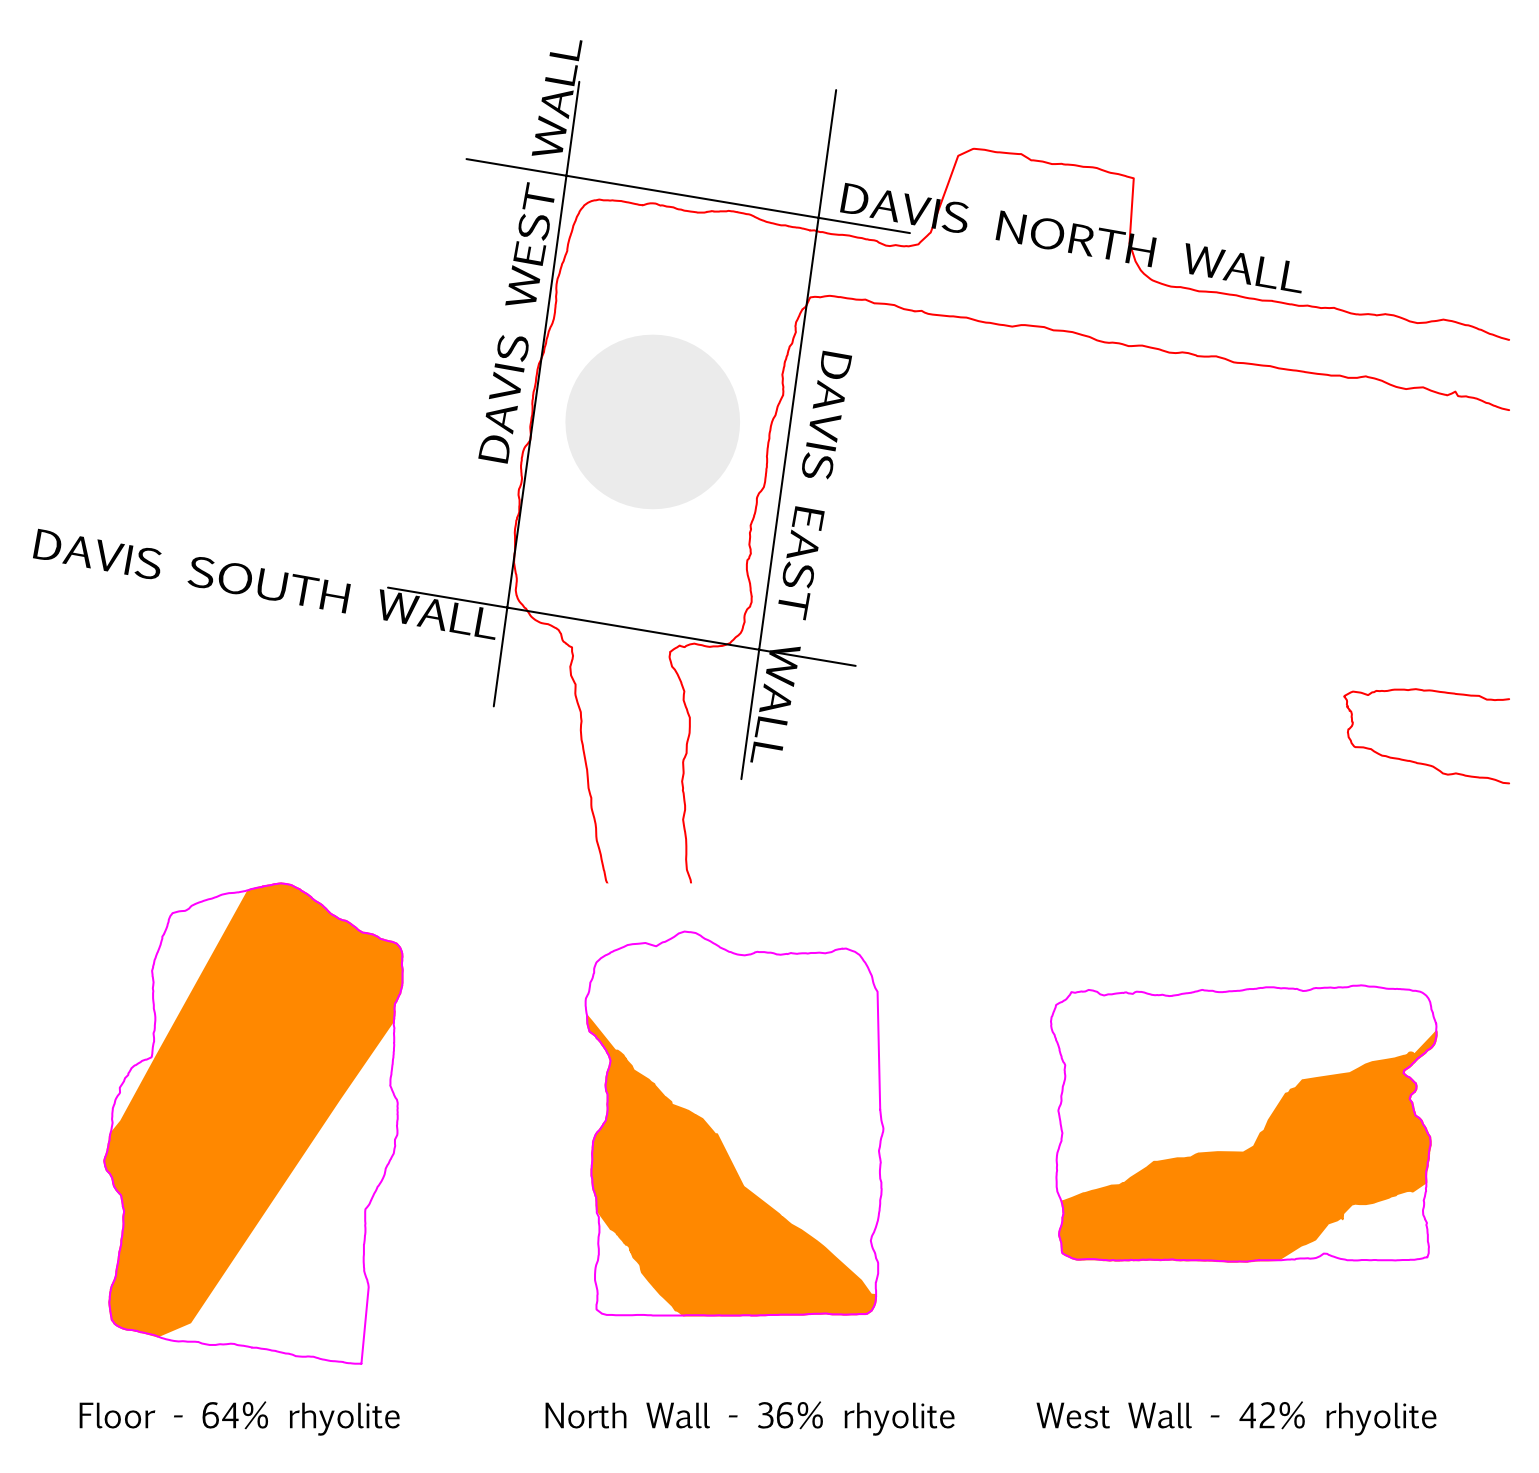 DAVIS WEST WALL
DAVIS NORTH WALL
DAVIS EAST WALL
DAVIS SOUTH WALL
Floor - 64% rhyolite
North Wall - 36% rhyolite
West Wall - 42% rhyolite